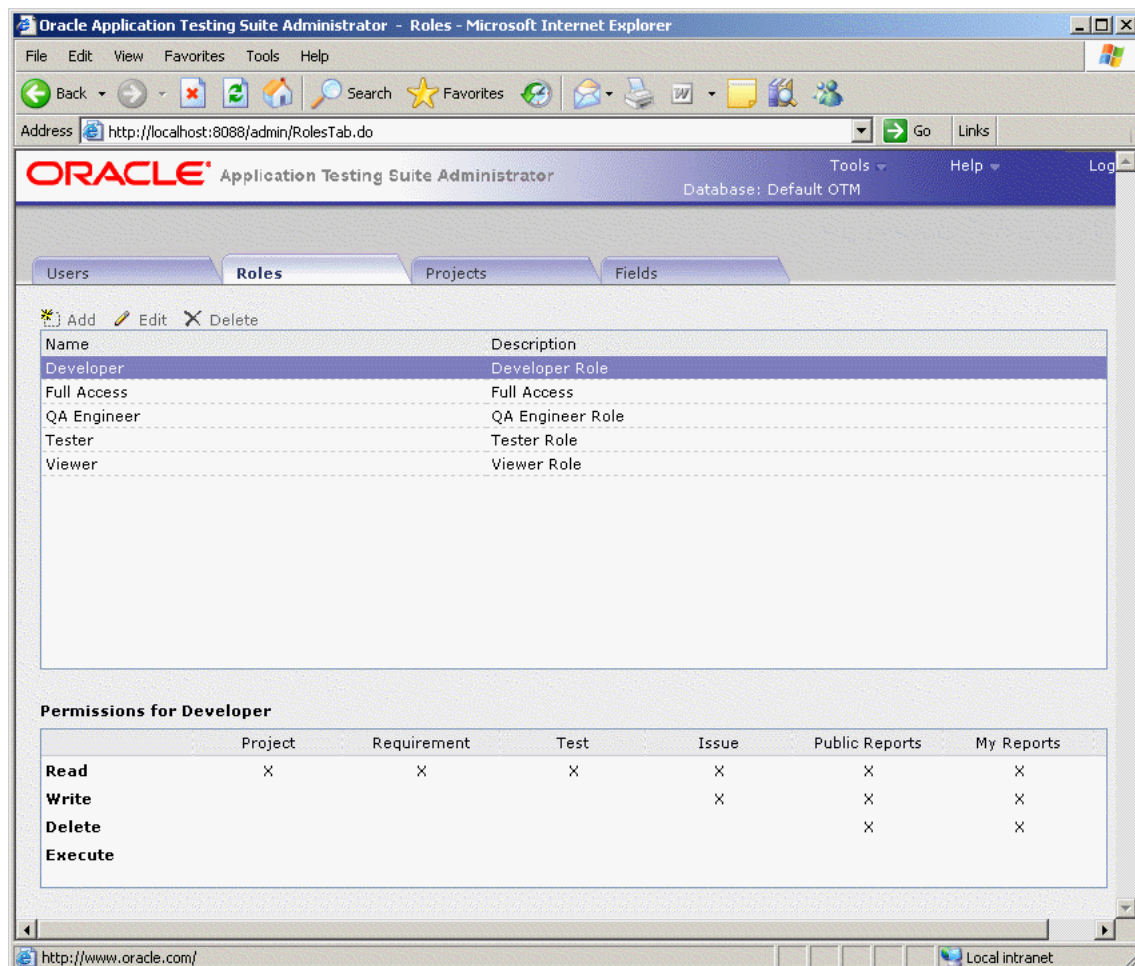 Oracle Application Testing Suite Administrator - Roles - Microsoft Internet Explorer
File Edit View Favorites Tools Help
Back Search Favorites
Address http://localhost:8088/admin/RolesTab.do Go Links
ORACLE Application Testing Suite Administrator Tools Help Log
Database: Default OTM
Users Roles Projects Fields
Add Edit Delete
Name Description
Developer Developer Role
Full Access Full Access
QA Engineer QA Engineer Role
Tester Tester Role
Viewer Viewer Role
Permissions for Developer
Project Requirement Test Issue Public Reports My Reports
Read X X X X X X
Write X X X
Delete X X
Execute
http://www.oracle.com/ Local intranet